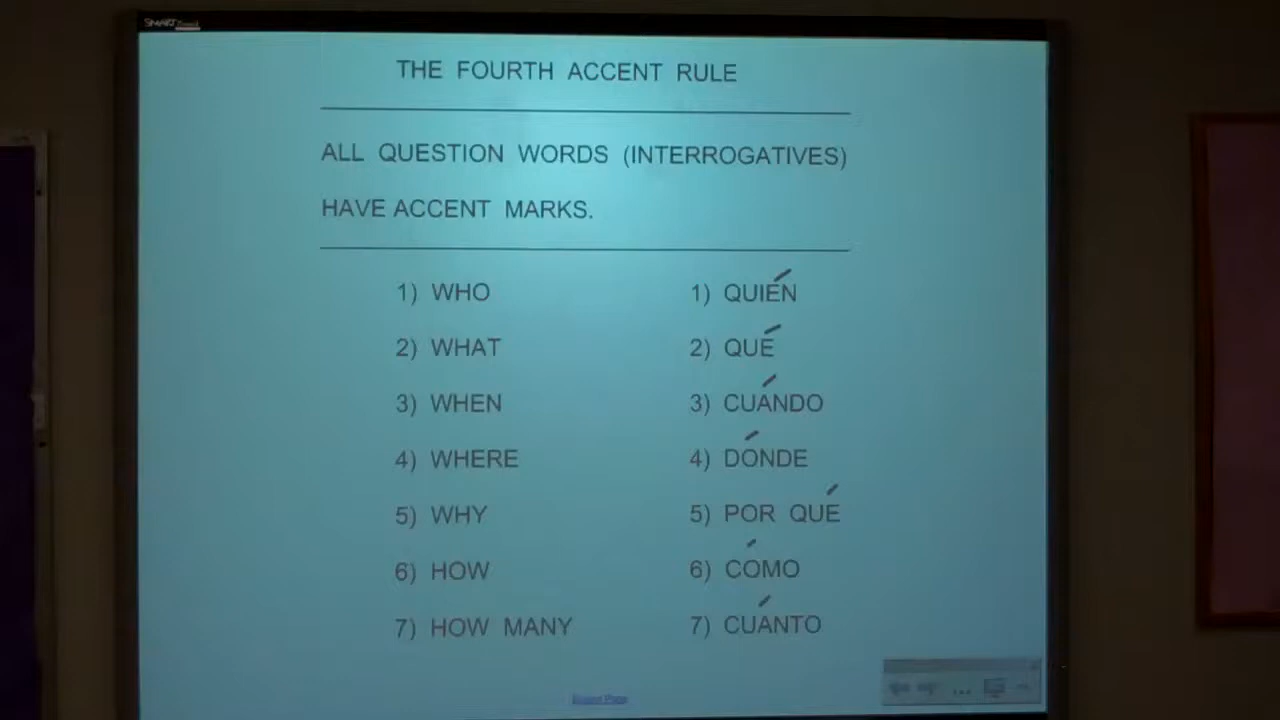 SMART
THE FOURTH ACCENT RULE
ALL QUESTION WORDS (INTERROGATIVES)
HAVE ACCENT MARKS.
1) WHO 1) QUIÉN
2) WHAT 2) QUÉ
3) WHEN 3) CUÁNDO
4) WHERE 4) DÓNDE
5) WHY 5) POR QUÉ
6) HOW 6) CÓMO
7) HOW MANY 7) CUÁNTO